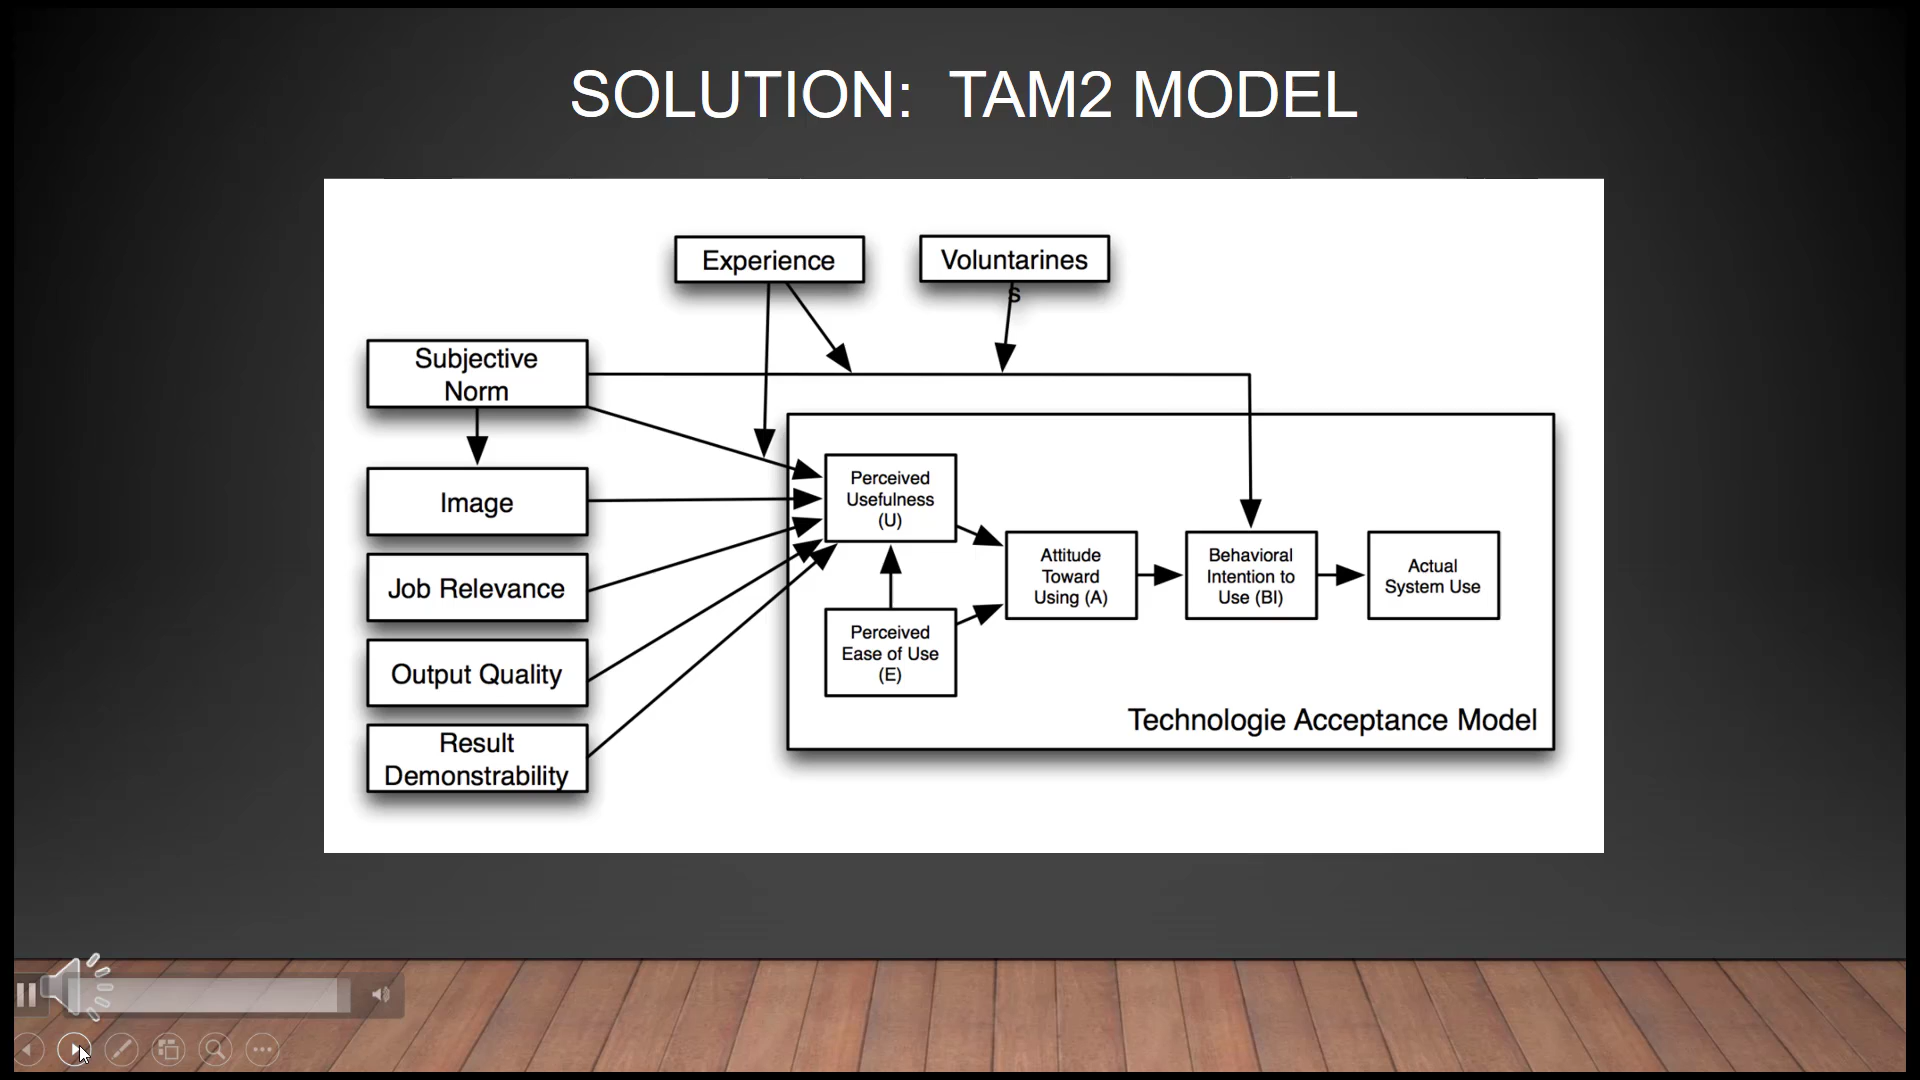 SOLUTION: TAM2 MODEL
Experience
Voluntarines
s
Subjective
Norm
Image
Job Relevance
Output Quality
Result
Demonstrability
Perceived
Usefulness
(U)
Perceived
Ease of Use
(E)
Attitude
Toward
Using (A)
Behavioral
Intention to
Use (BI)
Actual
System Use
Technologie Acceptance Model